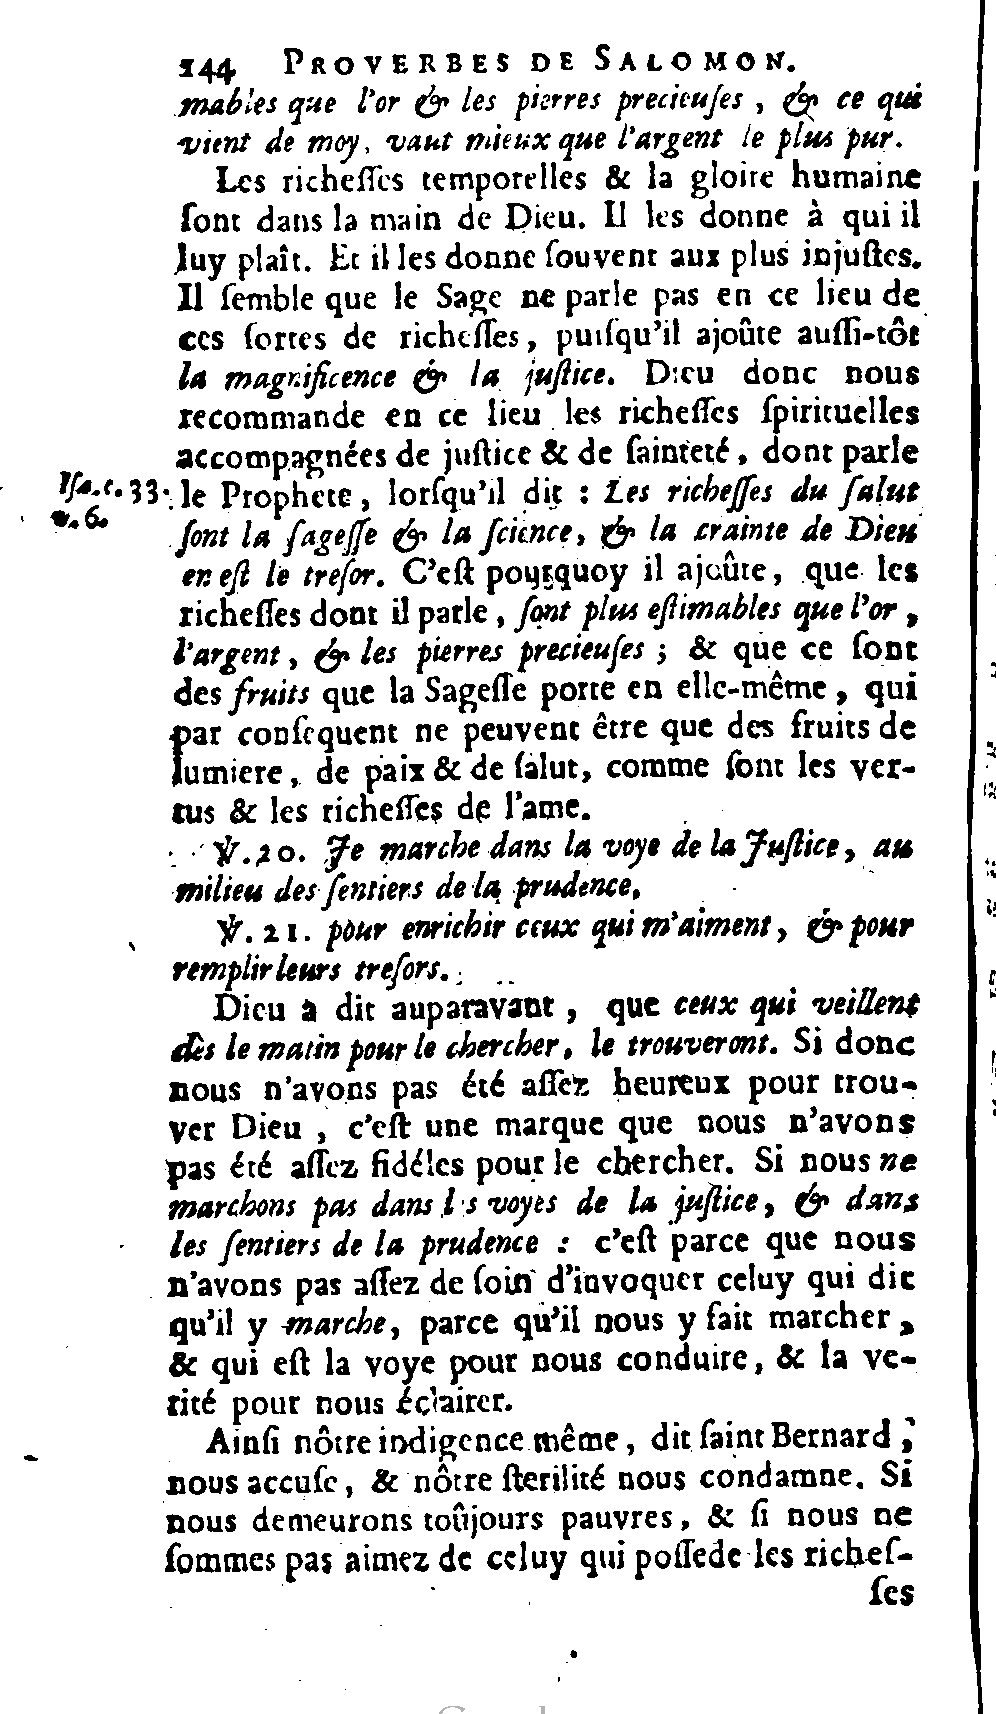 144 PROVERBES DE SALOMON.
mables que l'or & les pierres precieuſes, & ce qui
vient de moy, vaut mieux que l'argent le plus pur.
Les richeſſes temporelles & la gloire humaine
ſont dans la main de Dieu. Il les donne à qui il
luy plaît. Et il les donne ſouvent aux plus injuſtes.
Il ſemble que le Sage ne parle pas en ce lieu de
ces ſortes de richeſſes, puiſqu'il ajoûte auſſi-tôt
la magnificence & la juſtice. Dieu donc nous
recommande en ce lieu les richeſſes ſpirituelles
accompagnées de juſtice & de ſainteté, dont parle
Iſa. c. 33. le Prophete, lorſqu'il dit : Les richeſſes du ſalut
v. 6. ſont la ſageſſe & la ſcience, & la crainte de Dieu
en eſt le treſor. C'eſt pourquoy il ajoûte, que les
richeſſes dont il parle, ſont plus eſtimables que l'or,
l'argent, & les pierres precieuſes ; & que ce ſont
des fruits que la Sageſſe porte en elle-même, qui
par conſequent ne peuvent être que des fruits de
lumiere, de paix & de ſalut, comme ſont les ver-
tus & les richeſſes de l'ame.
℣. 20. Je marche dans la voye de la Juſtice, au
milieu des ſentiers de la prudence,
℣. 21. pour enrichir ceux qui m'aiment, & pour
remplir leurs treſors.
Dieu a dit auparavant, que ceux qui veillent
dès le matin pour le chercher, le trouveront. Si donc
nous n'avons pas été aſſez heureux pour trou-
ver Dieu, c'eſt une marque que nous n'avons
pas été aſſez fidéles pour le chercher. Si nous ne
marchons pas dans l s voyes de la juſtice, & dans
les ſentiers de la prudence : c'eſt parce que nous
n'avons pas aſſez de ſoin d'invoquer celuy qui dit
qu'il y marche, parce qu'il nous y fait marcher,
& qui eſt la voye pour nous conduire, & la ve-
rité pour nous éclairer.
Ainſi nôtre indigence même, dit ſaint Bernard,
nous accuſe, & nôtre ſterilité nous condamne. Si
nous demeurons toûjours pauvres, & ſi nous ne
ſommes pas aimez de celuy qui poſſede les richeſ-
ſes